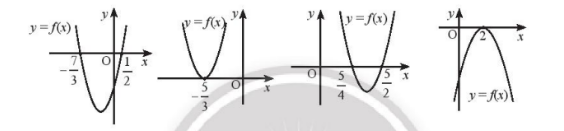 y
y = f(x)
O
x
-7/3
1/2
y
y=f(x)
O
x
-5/3
y
y=f(x)
O
x
5/4
5/2
y
O
2
x
y=f(x)